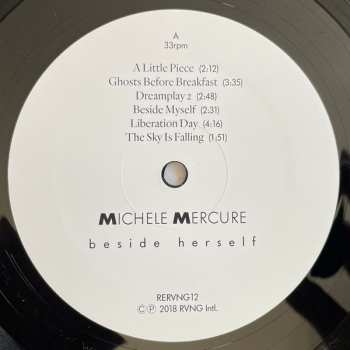 A
33rpm
A Little Piece (2:12)
Ghosts Before Breakfast (3:35)
Dreamplay 2 (2:48)
Beside Myself (2:31)
Liberation Day (4:16)
The Sky Is Falling (1:51)
MICHELE MERCURE
beside herself
RERVNG12
© ℗ 2018 RVNG Intl.